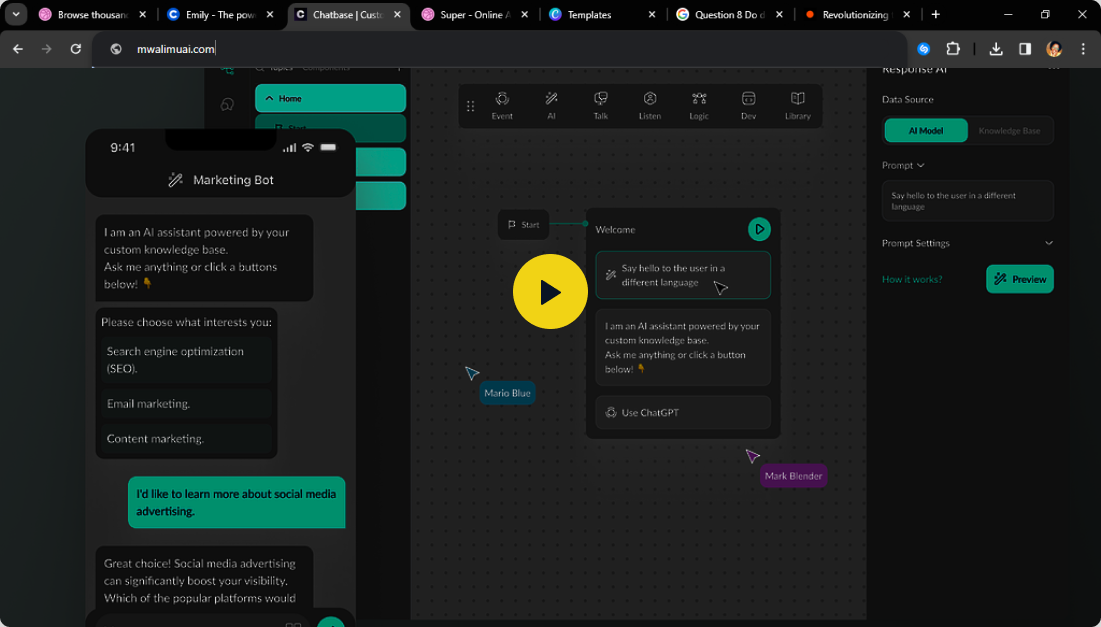 Browse thousan
Emily - The pow
Chatbase | Cust
Super - Online A
Templates
Question 8 Do d
Revolutionizing
mwalimuai.com
Topics
Components
Home
Start
Event
AI
Talk
Listen
Logic
Dev
Library
Response AI
Data Source
AI Model
Knowledge Base
Prompt
Say hello to the user in a different
language
Prompt Settings
How it works?
Preview
9:41
Marketing Bot
I am an AI assistant powered by your
custom knowledge base.
Ask me anything or click a buttons
below! 👇
Please choose what interests you:
Search engine optimization
(SEO).
Email marketing.
Content marketing.
I'd like to learn more about social media
advertising.
Great choice! Social media advertising
can significantly boost your visibility.
Which of the popular platforms would
Start
Welcome
Say hello to the user in a
different language
I am an AI assistant powered by your
custom knowledge base.
Ask me anything or click a button
below! 👇
Use ChatGPT
Mario Blue
Mark Blender